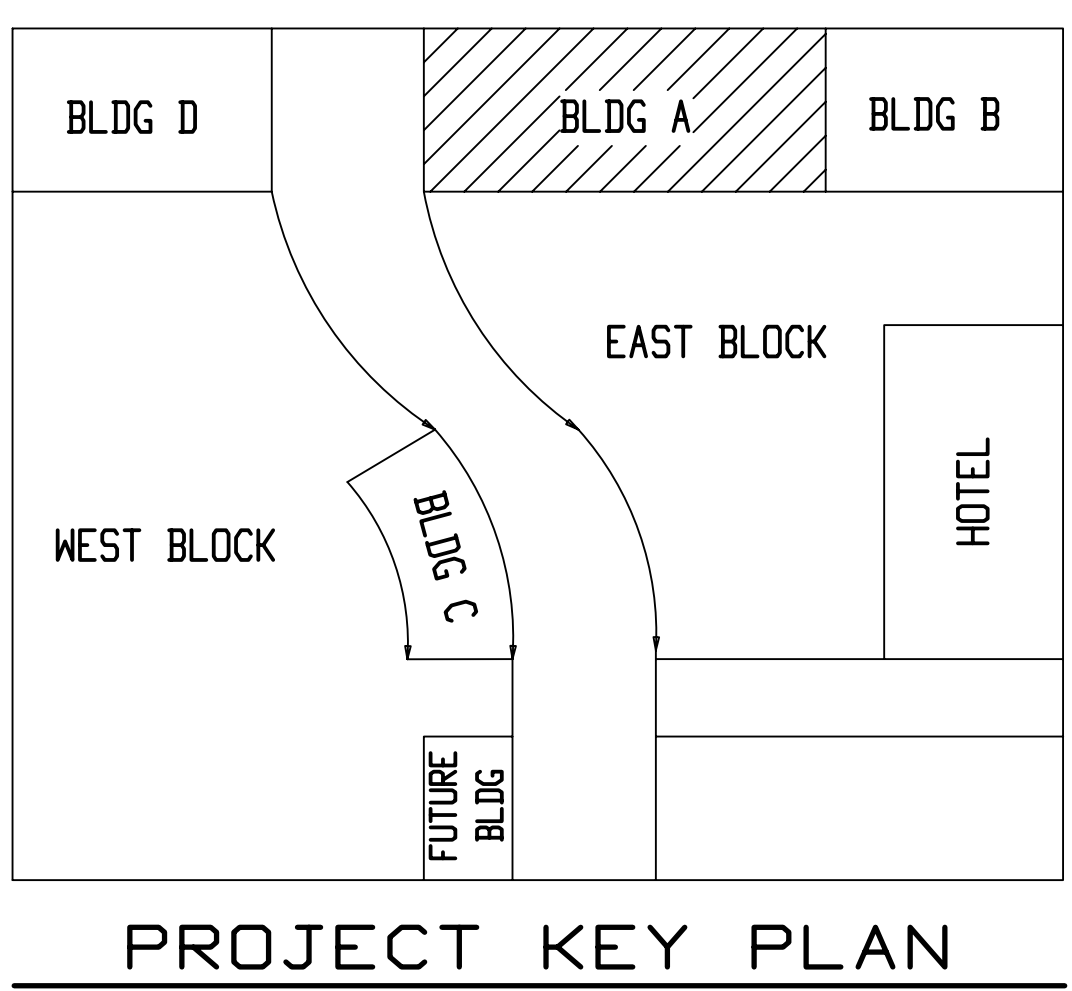 BLDG D
BLDG A
BLDG B
EAST BLOCK
HOTEL
WEST BLOCK
BLDG C
FUTURE
BLDG
PROJECT KEY PLAN